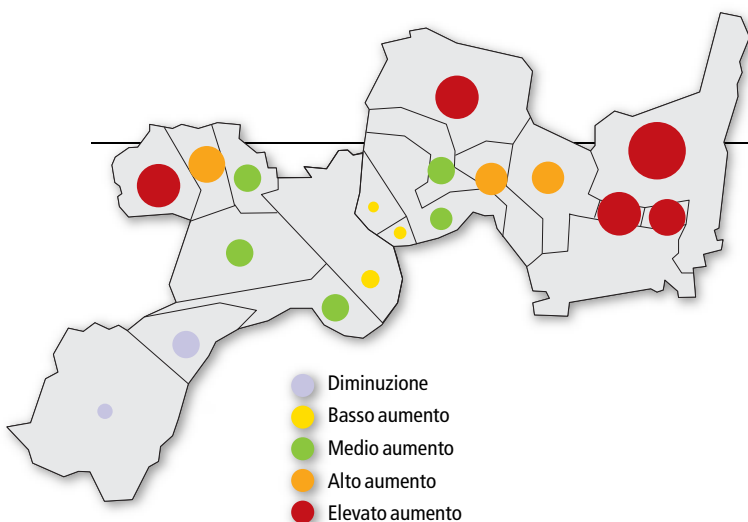 Diminuzione
Basso aumento
Medio aumento
Alto aumento
Elevato aumento